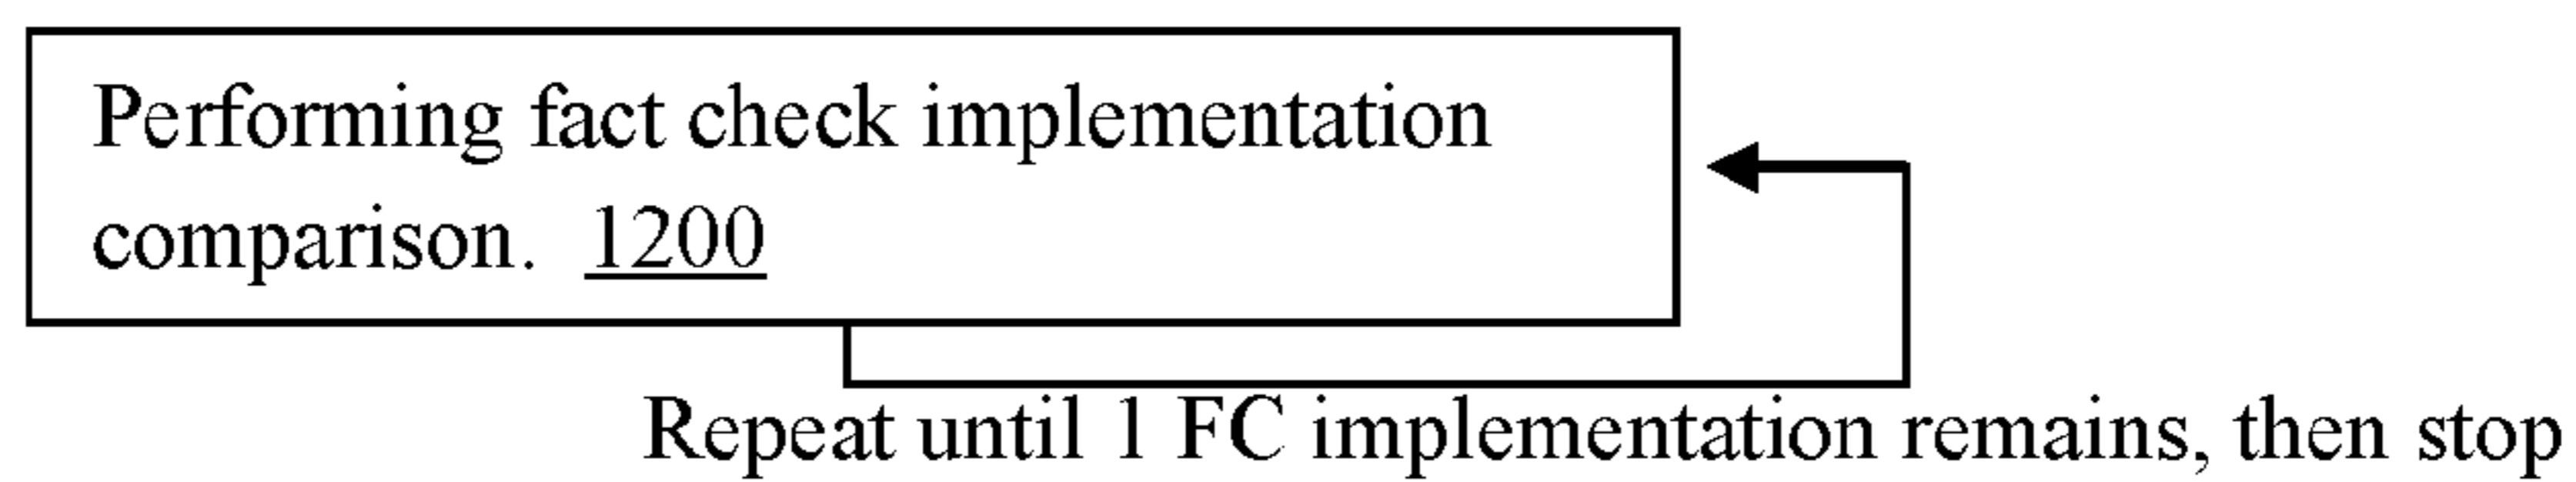 Performing fact check implementation
comparison. 1200
Repeat until 1 FC implementation remains, then stop